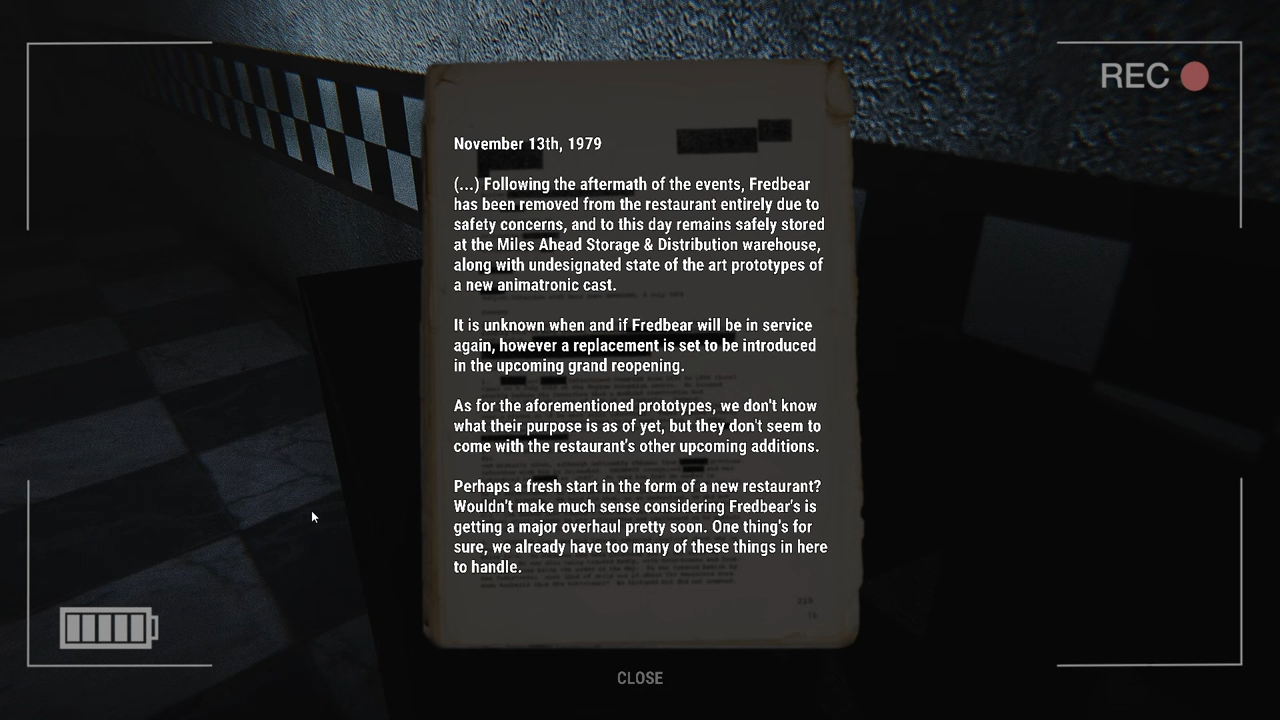 REC
November 13th, 1979
(...) Following the aftermath of the events, Fredbear
has been removed from the restaurant entirely due to
safety concerns, and to this day remains safely stored
at the Miles Ahead Storage & Distribution warehouse,
along with undesignated state of the art prototypes of
a new animatronic cast.
It is unknown when and if Fredbear will be in service
again, however a replacement is set to be introduced
in the upcoming grand reopening.
As for the aforementioned prototypes, we don't know
what their purpose is as of yet, but they don't seem to
come with the restaurant's other upcoming additions.
Perhaps a fresh start in the form of a new restaurant?
Wouldn't make much sense considering Fredbear's is
getting a major overhaul pretty soon. One thing's for
sure, we already have too many of these things in here
to handle.
CLOSE